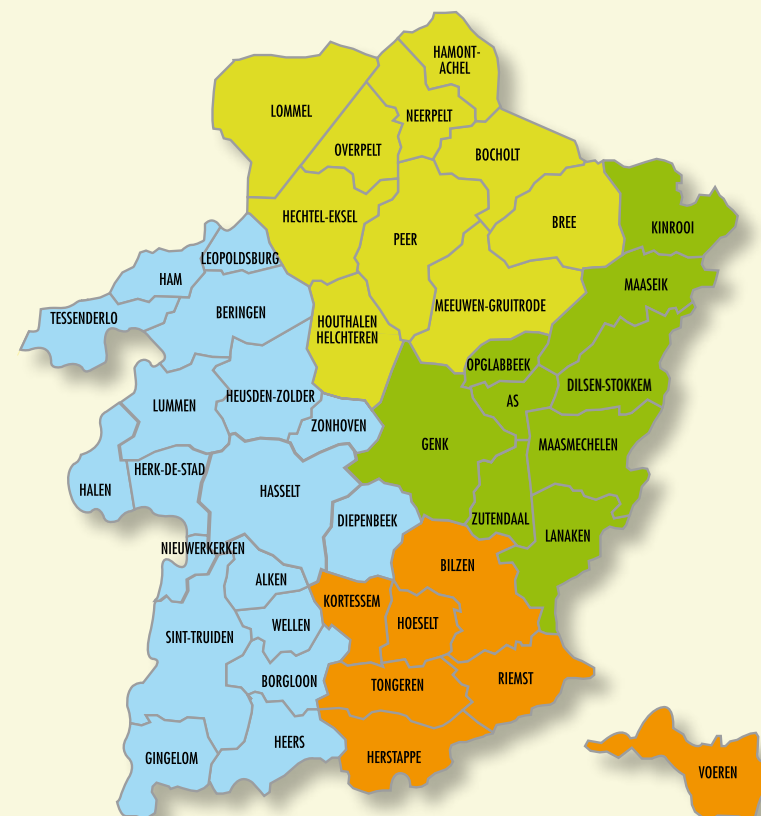 HAMONT-
ACHEL
LOMMEL
NEERPELT
OVERPELT
BOCHOLT
HECHTEL-EKSEL
BREE
KINROOI
PEER
LEOPOLDSBURG
HAM
MAASEIK
MEEUWEN-GRUITRODE
TESSENDERLO
BERINGEN
HOUTHALEN
HELCHTEREN
OPGLABBEEK
DILSEN-STOKKEM
HEUSDEN-ZOLDER
AS
LUMMEN
ZONHOVEN
GENK
MAASMECHELEN
HERK-DE-STAD
HALEN
HASSELT
DIEPENBEEK
ZUTENDAAL
LANAKEN
NIEUWERKERKEN
BILZEN
ALKEN
KORTESSEM
HOESELT
WELLEN
SINT-TRUIDEN
BORGLOON
TONGEREN
RIEMST
HEERS
GINGELOM
HERSTAPPE
VOEREN